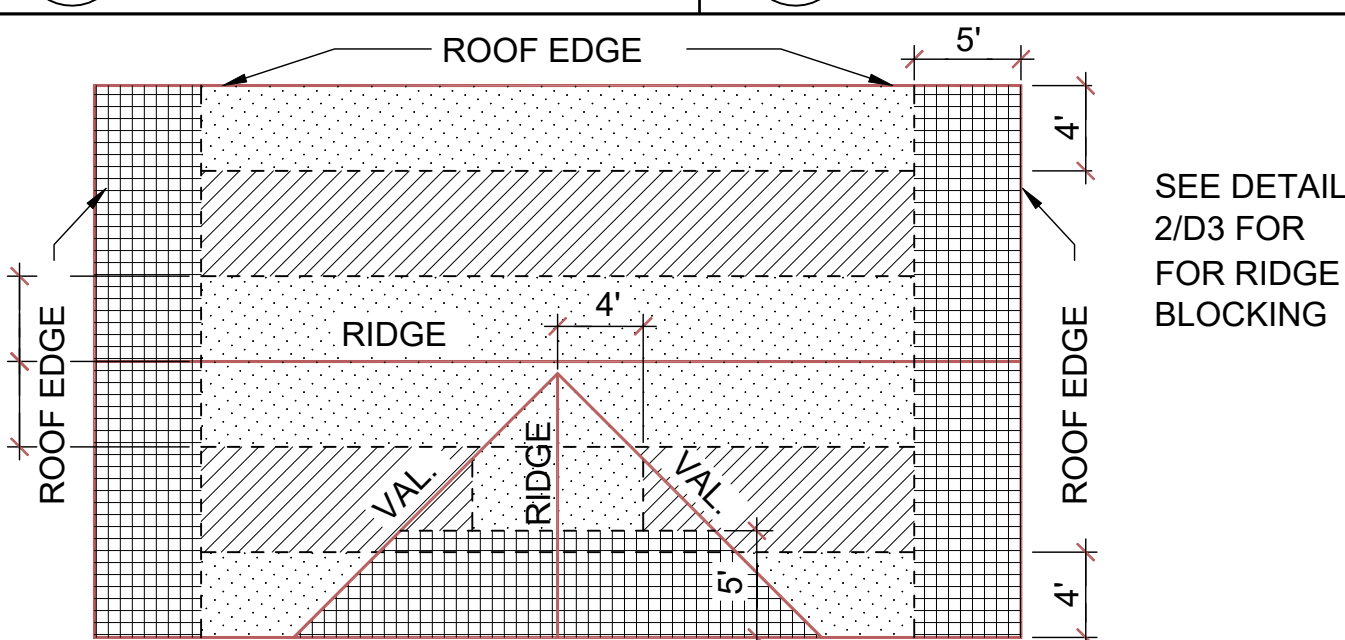 ROOF EDGE
5'
4'
SEE DETAIL
2/D3 FOR
FOR RIDGE
BLOCKING
4'
RIDGE
ROOF EDGE
ROOF EDGE
VAL.
RIDGE
VAL.
5'
4'